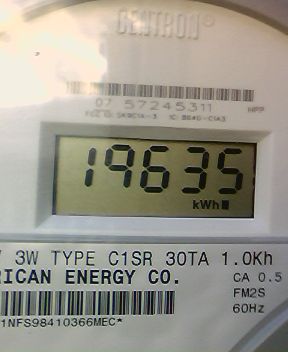 CENTRON®
07 57245311 HPP
19635
kWh
3W TYPE C1SR 30TA 1.0Kh
RICAN ENERGY CO. CA 0.5
FM2S
1NFS98410366MEC* 60Hz